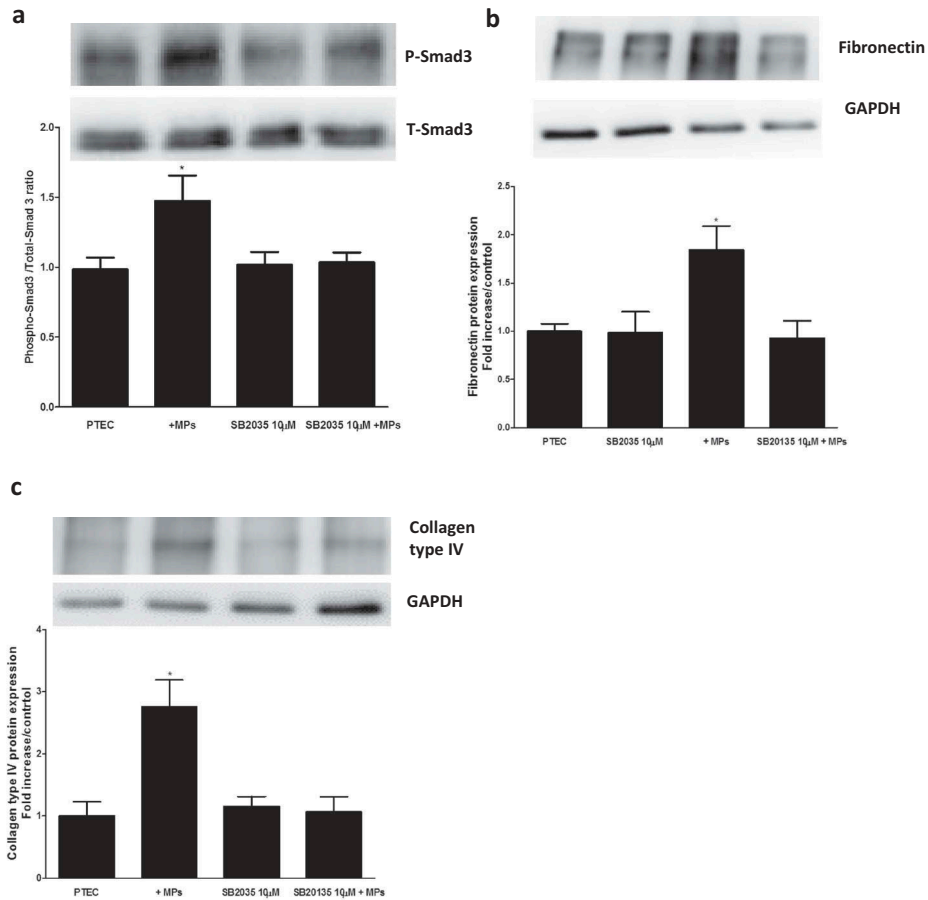 a
P-Smad3
T-Smad3
2.0
1.5
1.0
0.5
0.0
Phospho-Smad3 /Total-Smad 3 ratio
*
PTEC +MPs SB2035 10µM SB2035 10µM +MPs
b
Fibronectin
GAPDH
2.5
2.0
1.5
1.0
0.5
0.0
Fibronectin protein expression
Fold increase/contrtol
*
PTEC SB2035 10µM + MPs SB20135 10µM + MPs
c
Collagen
type IV
GAPDH
4
3
2
1
0
Collagen type IV protein expression
Fold increase/contrtol
*
PTEC + MPs SB2035 10µM SB20135 10µM + MPs